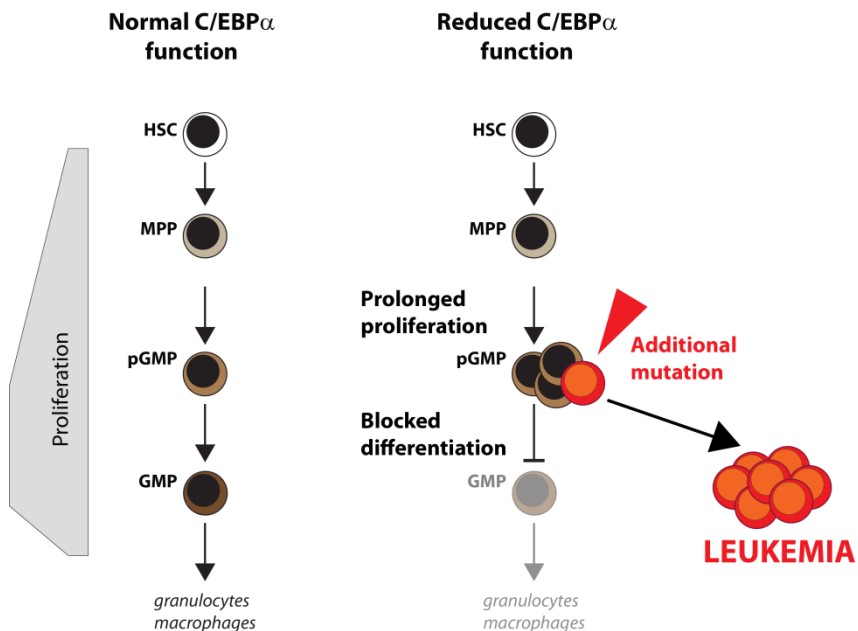 Normal C/EBPα
function
Reduced C/EBPα
function
HSC
HSC
MPP
MPP
Prolonged
proliferation
pGMP
pGMP
Additional
mutation
Proliferation
Blocked
differentiation
GMP
GMP
LEUKEMIA
granulocytes
macrophages
granulocytes
macrophages